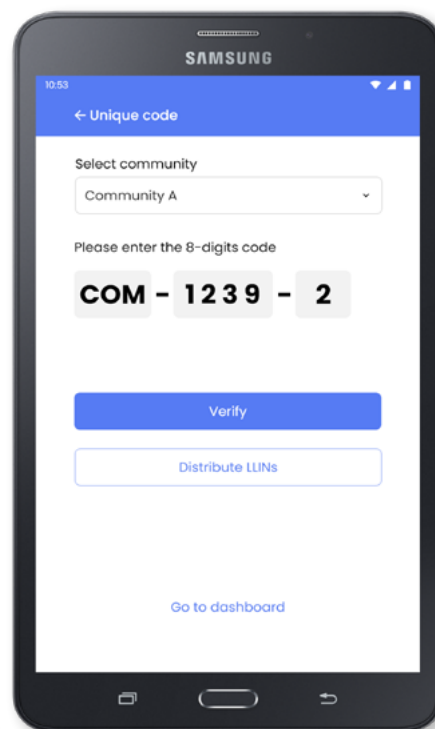 SAMSUNG
10:53
← Unique code
Select community
Community A
Please enter the 8-digits code
COM - 1239 - 2
Verify
Distribute LLINs
Go to dashboard